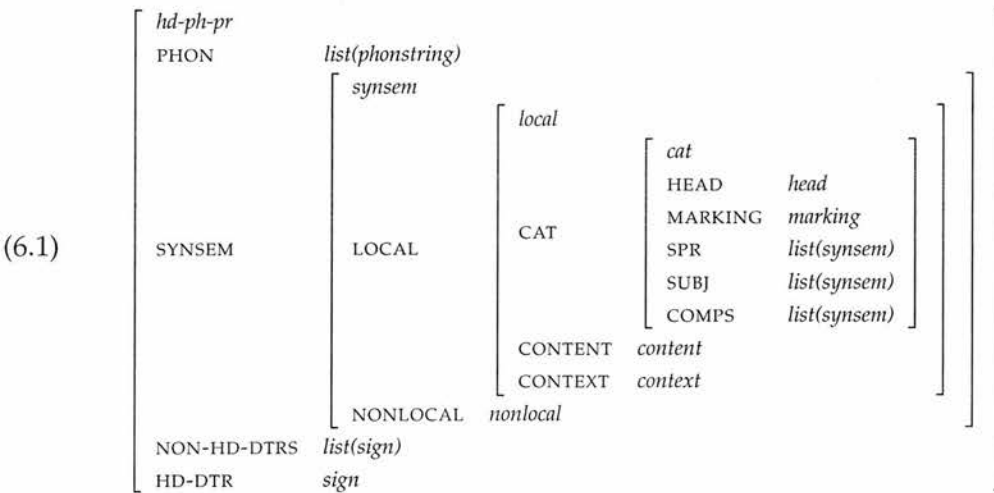 hd-ph-pr
PHON list(phonstring)
synsem
local
cat
HEAD head
MARKING marking
(6.1) SYNSEM LOCAL CAT SPR list(synsem)
SUBJ list(synsem)
COMPS list(synsem)
CONTENT content
CONTEXT context
NONLOCAL nonlocal
NON-HD-DTRS list(sign)
HD-DTR sign